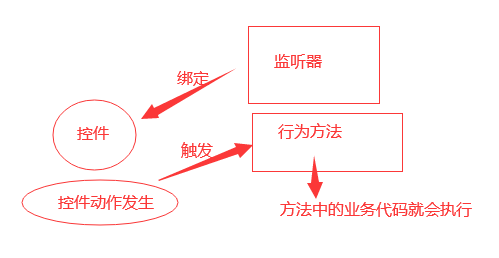 监听器
绑定
控件
行为方法
触发
控件动作发生
方法中的业务代码就会执行